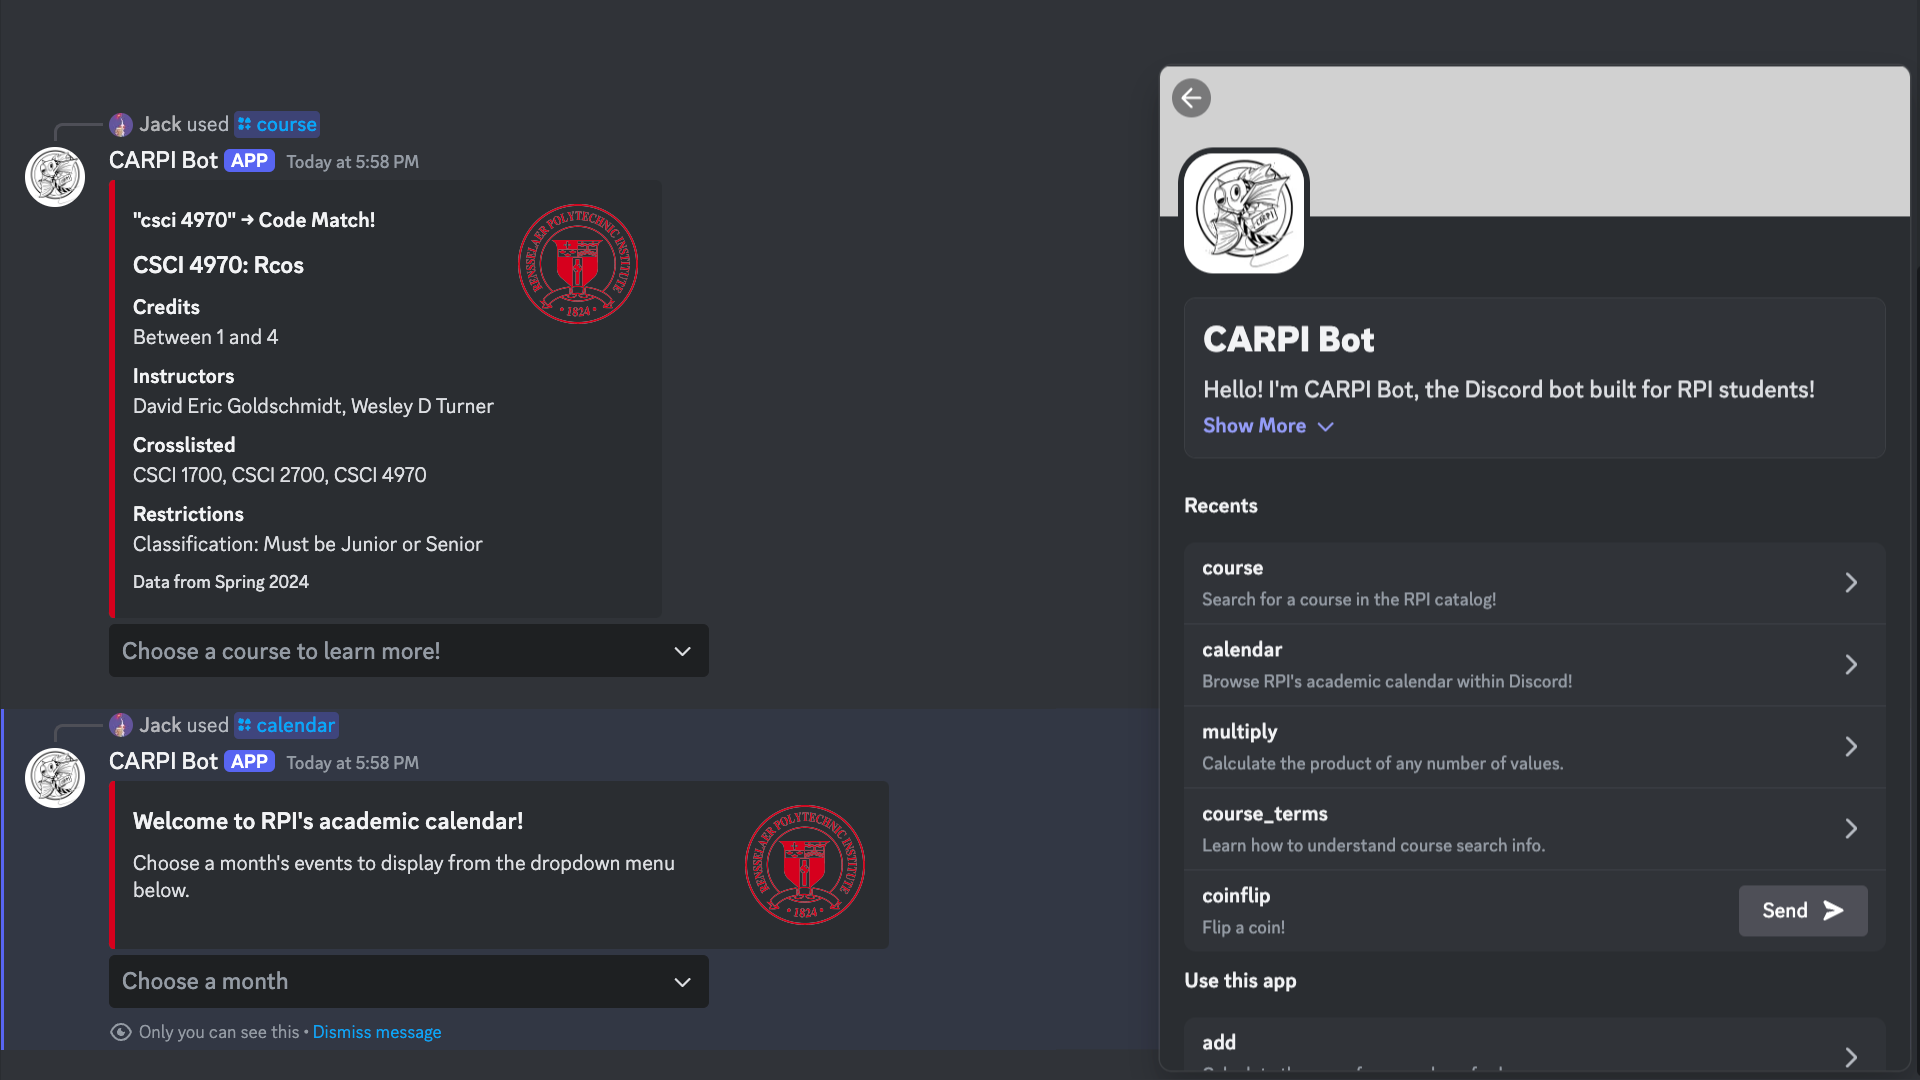 Jack used course
CARPI Bot APP Today at 5:58 PM
"csci 4970" → Code Match!
CSCI 4970: Rcos
Credits
Between 1 and 4
Instructors
David Eric Goldschmidt, Wesley D Turner
Crosslisted
CSCI 1700, CSCI 2700, CSCI 4970
Restrictions
Classification: Must be Junior or Senior
Data from Spring 2024
RENSSELAER POLYTECHNIC INSTITUTE
1824
Choose a course to learn more!
Jack used calendar
CARPI Bot APP Today at 5:58 PM
Welcome to RPI's academic calendar!
Choose a month's events to display from the dropdown menu
below.
RENSSELAER POLYTECHNIC INSTITUTE
1824
Choose a month
Only you can see this • Dismiss message
CARPI
CARPI Bot
Hello! I'm CARPI Bot, the Discord bot built for RPI students!
Show More
Recents
course
Search for a course in the RPI catalog!
calendar
Browse RPI's academic calendar within Discord!
multiply
Calculate the product of any number of values.
course_terms
Learn how to understand course search info.
coinflip
Flip a coin!
Send
Use this app
add